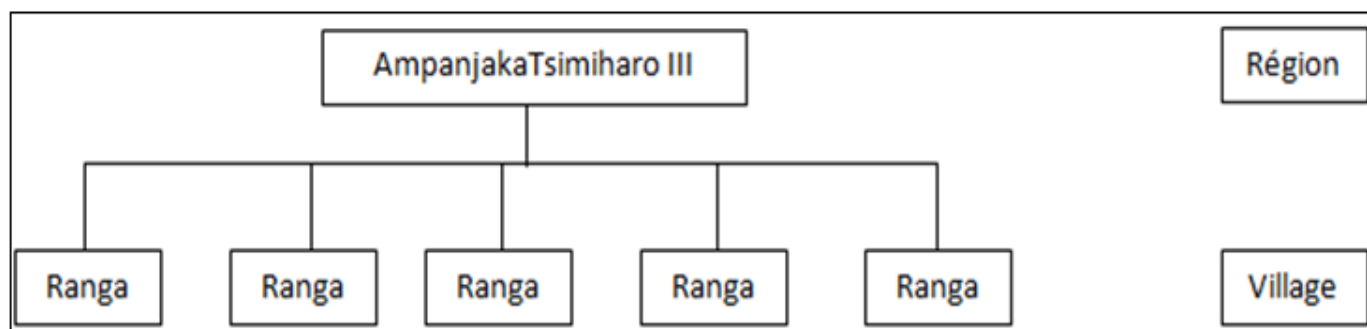 AmpanjakaTsimiharo III
Région
Ranga
Ranga
Ranga
Ranga
Ranga
Village